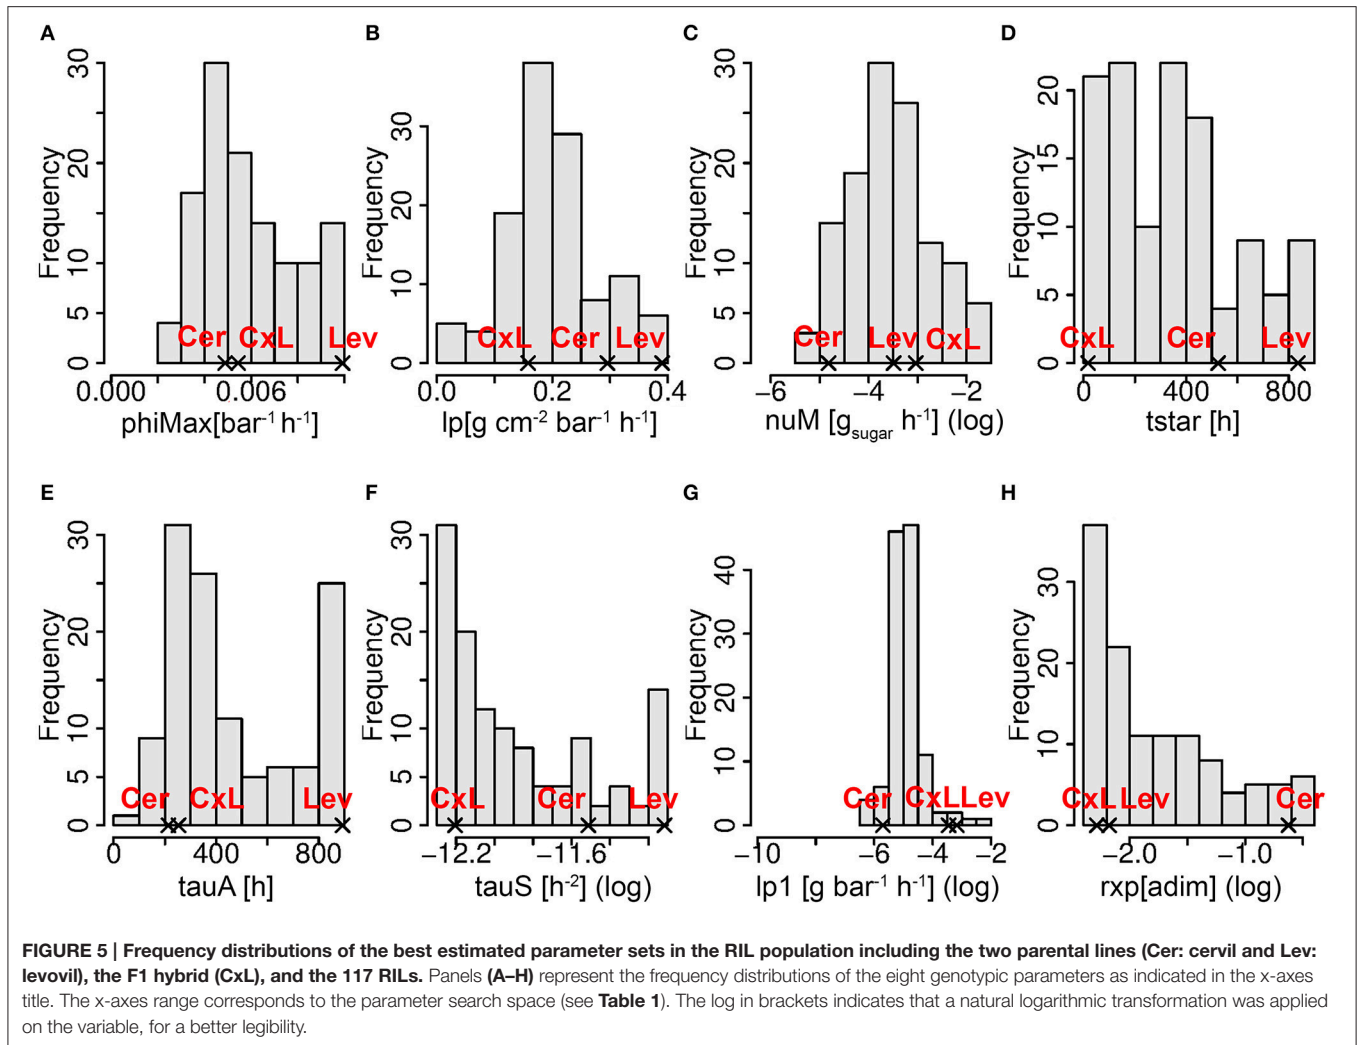 A
B
C
D
Frequency
0 5 10 20 30
Cer CxL Lev
0.000 0.006
phiMax[bar⁻¹ h⁻¹]
Frequency
0 10 20 30
CxL Cer Lev
0.0 0.2 0.4
lp[g cm⁻² bar⁻¹ h⁻¹]
Frequency
0 5 10 20 30
Cer Lev CxL
−6 −4 −2
nuM [g_sugar h⁻¹] (log)
Frequency
0 5 10 15 20
CxL Cer Lev
0 400 800
tstar [h]
E
F
G
H
Frequency
0 5 10 20 30
Cer CxL Lev
0 400 800
tauA [h]
Frequency
0 5 10 20 30
CxL Cer Lev
−12.2 −11.6
tauS [h⁻²] (log)
Frequency
0 10 20 30 40
Cer CxL Lev
−10 −6 −4 −2
lp1 [g bar⁻¹ h⁻¹] (log)
Frequency
0 5 10 20 30
CxL Lev Cer
−2.0 −1.0
rxp[adim] (log)
FIGURE 5 | Frequency distributions of the best estimated parameter sets in the RIL population including the two parental lines (Cer: cervil and Lev:
levovil), the F1 hybrid (CxL), and the 117 RILs. Panels (A–H) represent the frequency distributions of the eight genotypic parameters as indicated in the x-axes
title. The x-axes range corresponds to the parameter search space (see Table 1). The log in brackets indicates that a natural logarithmic transformation was applied
on the variable, for a better legibility.